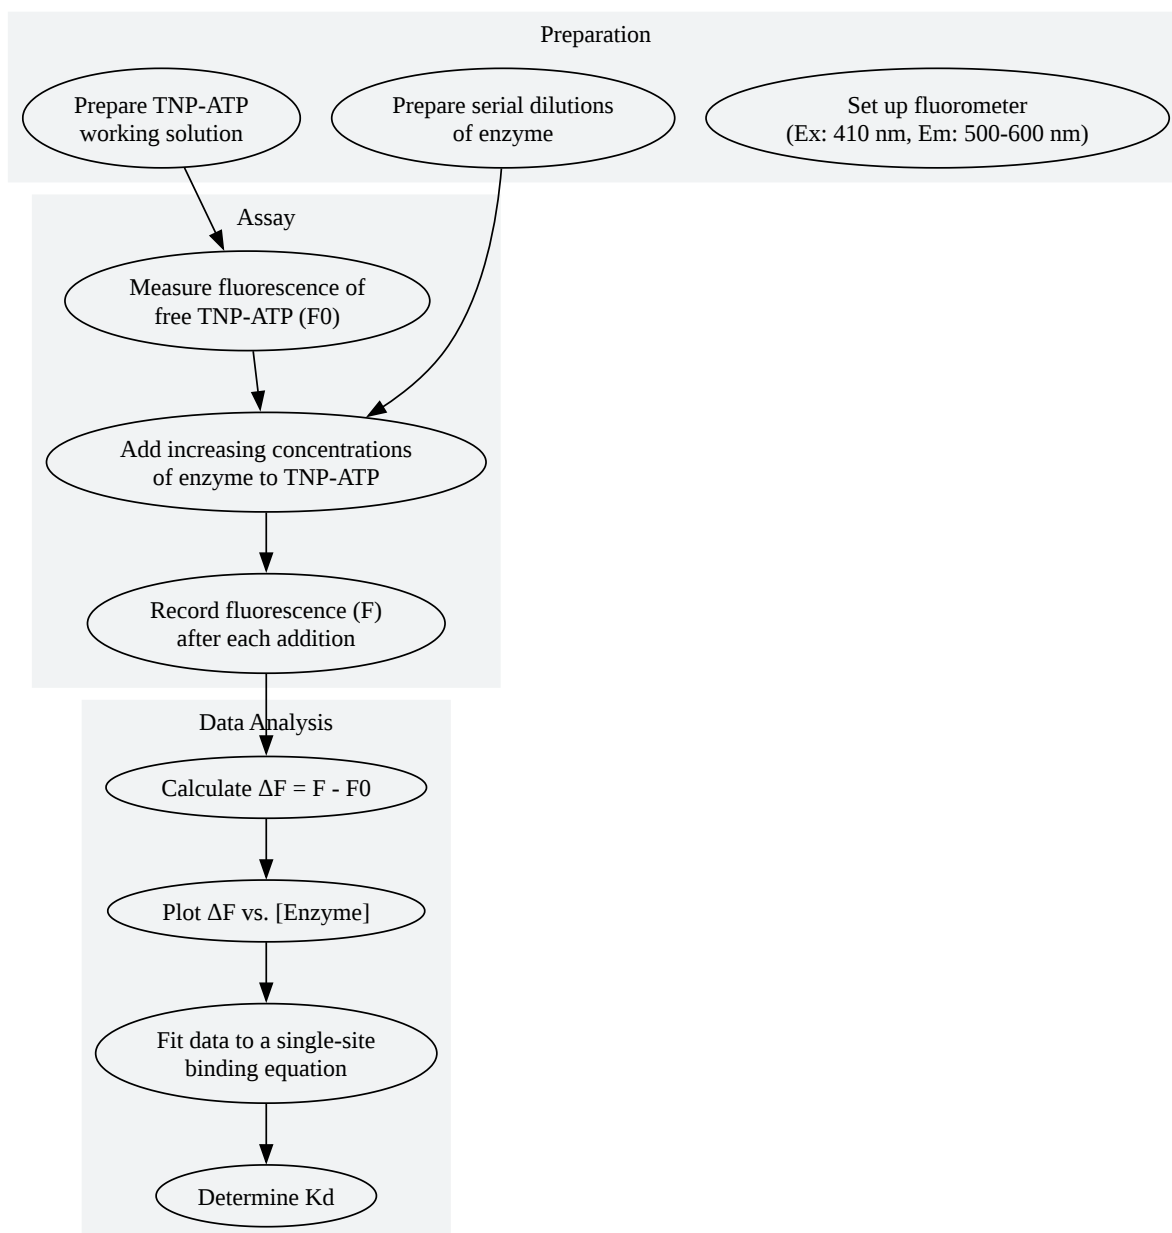 Preparation
Prepare TNP-ATP
working solution
Prepare serial dilutions
of enzyme
Set up fluorometer
(Ex: 410 nm, Em: 500-600 nm)
Assay
Measure fluorescence of
free TNP-ATP (F0)
Add increasing concentrations
of enzyme to TNP-ATP
Record fluorescence (F)
after each addition
Data Analysis
Calculate ΔF = F - F0
Plot ΔF vs. [Enzyme]
Fit data to a single-site
binding equation
Determine Kd